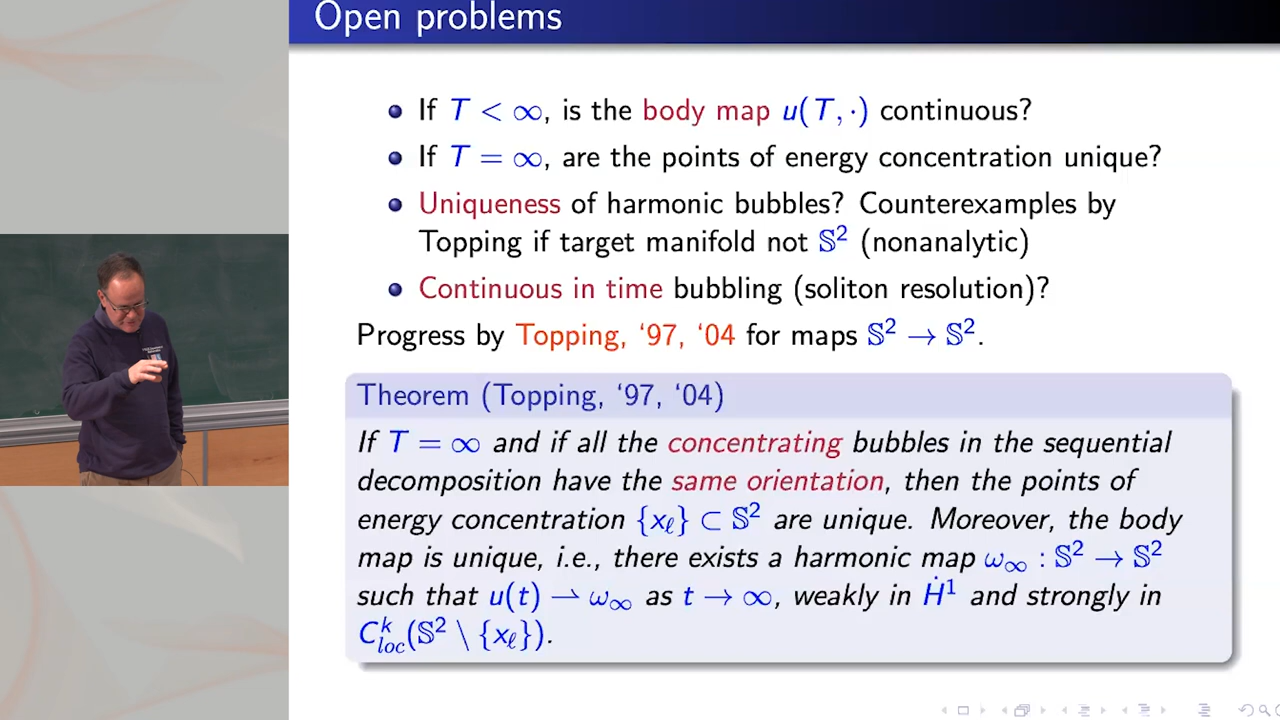 Open problems
If T < ∞, is the body map u(T, ·) continuous?
If T = ∞, are the points of energy concentration unique?
Uniqueness of harmonic bubbles? Counterexamples by
Topping if target manifold not 𝕊² (nonanalytic)
Continuous in time bubbling (soliton resolution)?
Progress by Topping, ‘97, ‘04 for maps 𝕊² → 𝕊².
Theorem (Topping, ‘97, ‘04)
If T = ∞ and if all the concentrating bubbles in the sequential
decomposition have the same orientation, then the points of
energy concentration {x_ℓ} ⊂ 𝕊² are unique. Moreover, the body
map is unique, i.e., there exists a harmonic map ω_∞ : 𝕊² → 𝕊²
such that u(t) ⇀ ω_∞ as t → ∞, weakly in Ḣ¹ and strongly in
C^k_loc(𝕊² \ {x_ℓ}).